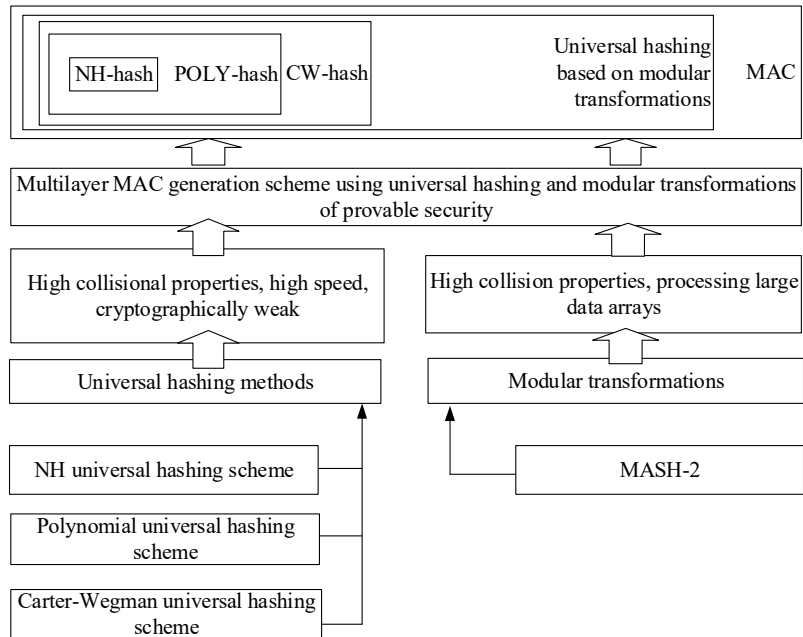 NH-hash
POLY-hash
CW-hash
Universal hashing
based on modular
transformations
MAC
Multilayer MAC generation scheme using universal hashing and modular transformations
of provable security
High collisional properties, high speed,
cryptographically weak
High collision properties, processing large
data arrays
Universal hashing methods
Modular transformations
NH universal hashing scheme
MASH-2
Polynomial universal hashing
scheme
Carter-Wegman universal hashing
scheme